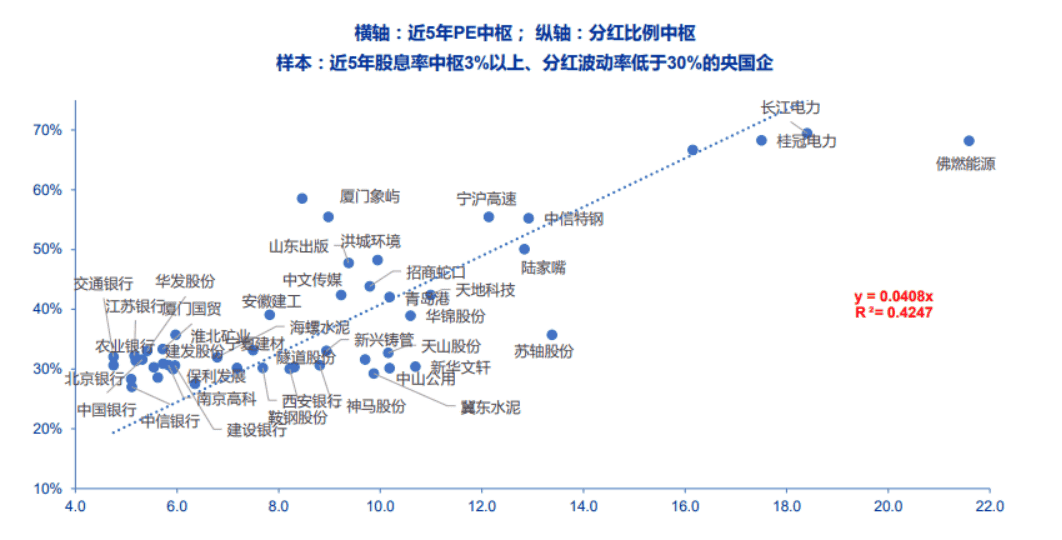 横轴：近5年PE中枢； 纵轴：分红比例中枢
样本：近5年股息率中枢3%以上、分红波动率低于30%的央国企
长江电力
70%
桂冠电力
佛燃能源
60%
厦门象屿
宁沪高速
中信特钢
50%
山东出版
洪城环境
陆家嘴
招商蛇口
交通银行
华发股份
中文传媒
天地科技
青岛港
y = 0.0408x
40%
江苏银行
厦门国贸
安徽建工
华锦股份
R²= 0.4247
海螺水泥
淮北矿业
宁夏建材
新兴铸管
农业银行
建发股份
隧道股份
天山股份
苏轴股份
30%
北京银行
保利发展
中山公用
新华文轩
南京高科
西安银行
神马股份
冀东水泥
中国银行
中信银行
鞍钢股份
20%
建设银行
10%
4.0
6.0
8.0
10.0
12.0
14.0
16.0
18.0
20.0
22.0